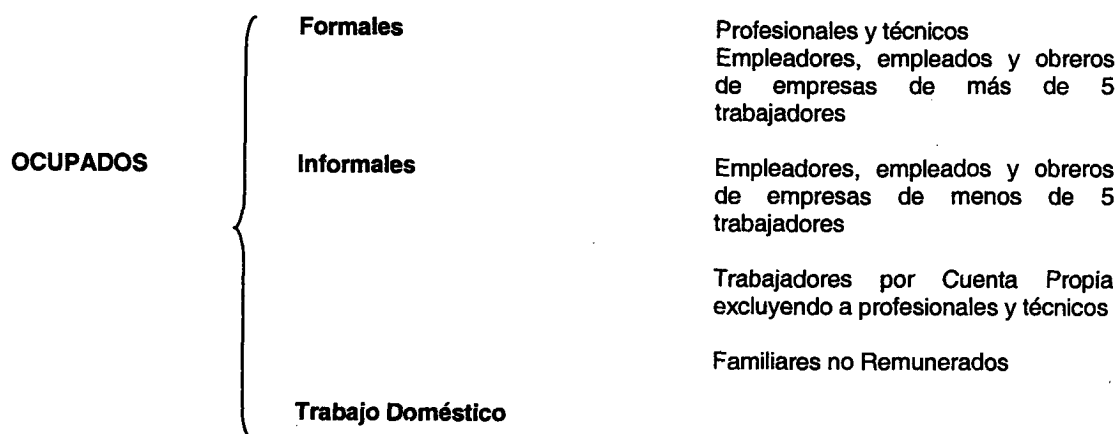 Formales
Profesionales y técnicos
Empleadores, empleados y obreros
de empresas de más de 5
trabajadores
OCUPADOS
Informales
Empleadores, empleados y obreros
de empresas de menos de 5
trabajadores
Trabajadores por Cuenta Propia
excluyendo a profesionales y técnicos
Familiares no Remunerados
Trabajo Doméstico